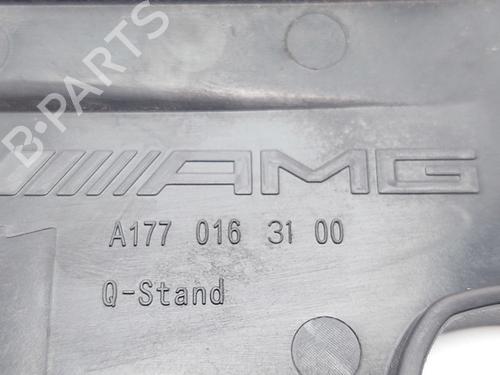 AMG
A177 016 31 00
Q-Stand
B-PARTS